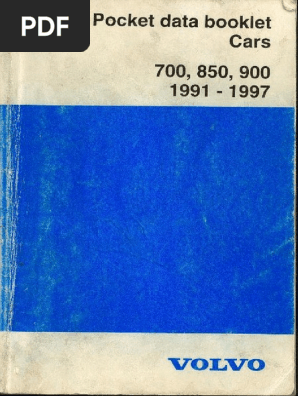 PDF
Pocket data booklet
Cars
700, 850, 900
1991 - 1997
VOLVO